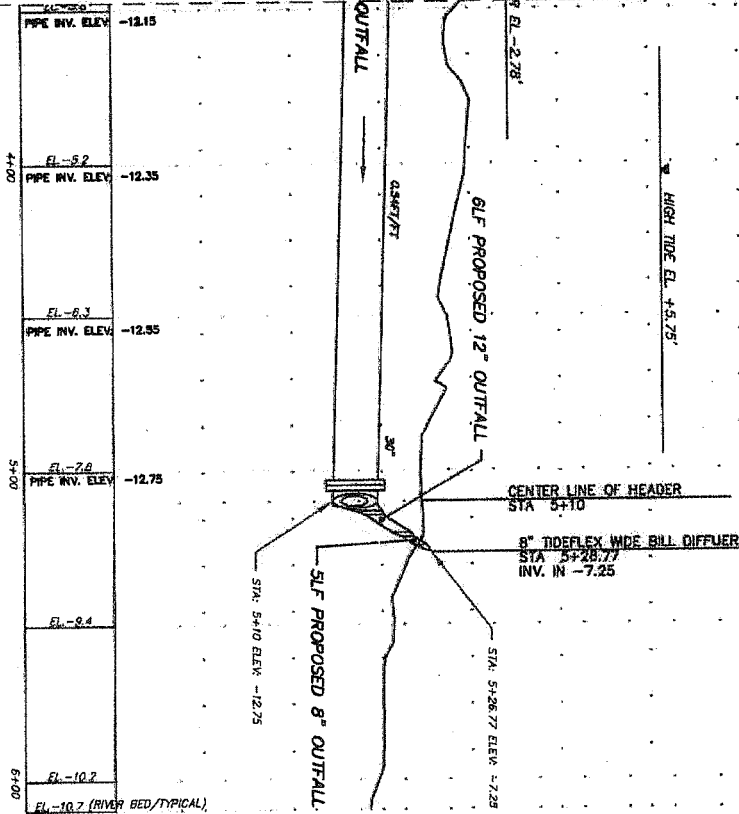 PIPE INV. ELEV: -12.15
EL.-5.2
4+00
PIPE INV. ELEV: -12.35
EL.-6.3
PIPE INV. ELEV: -12.55
EL.-7.8
5+00
PIPE INV. ELEV: -12.75
EL.-9.4
EL.-10.2
6+00
EL.-10.7 (RIVER BED/TYPICAL)
OUTFALL
30"
EL -2.78'
HIGH TIDE EL. +5.75'
6LF PROPOSED 12" OUTFALL
CENTER LINE OF HEADER
STA 5+10
8" TIDEFLEX WIDE BILL DIFFUER
STA 5+26.77
INV. IN -7.25
STA: 5+10 ELEV: -12.75
5LF PROPOSED 8" OUTFALL
STA: 5+26.77 ELEV: -7.25